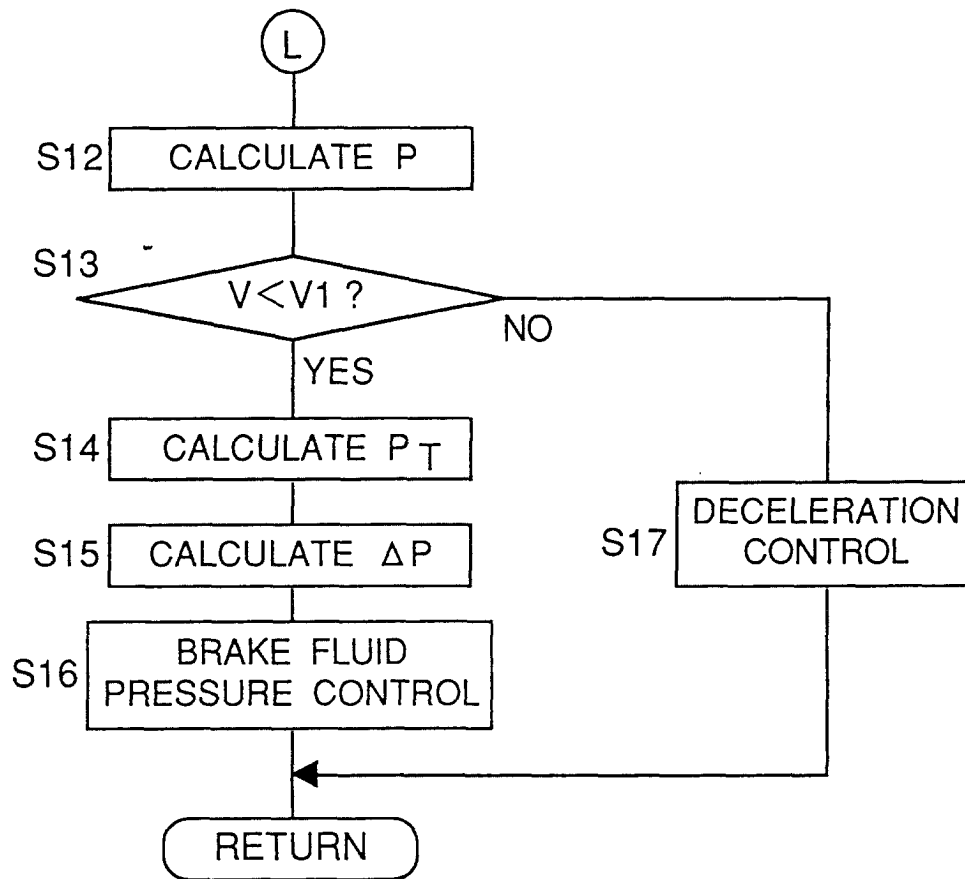 L
S12 CALCULATE P
S13 V<V1 ?
NO
YES
S14 CALCULATE PT
S15 CALCULATE ΔP
S17 DECELERATION
CONTROL
S16 BRAKE FLUID
PRESSURE CONTROL
RETURN